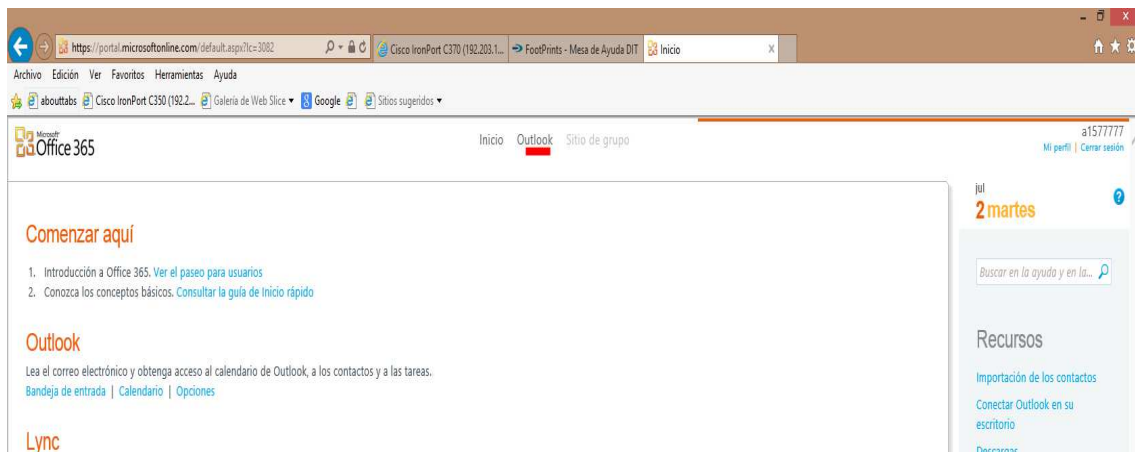 https://portal.microsoftonline.com/default.aspx?lc=3082
Cisco IronPort C370 (192.203.1...
FootPrints - Mesa de Ayuda DIT
Inicio
Archivo Edición Ver Favoritos Herramientas Ayuda
abouttabs Cisco IronPort C350 (192.2... Galería de Web Slice Google Sitios sugeridos
Microsoft
Office 365
Inicio Outlook Sitio de grupo
a1577777
Mi perfil | Cerrar sesión
jul
2 martes
Comenzar aquí
1. Introducción a Office 365. Ver el paseo para usuarios
2. Conozca los conceptos básicos. Consultar la guía de Inicio rápido
Outlook
Lea el correo electrónico y obtenga acceso al calendario de Outlook, a los contactos y a las tareas.
Bandeja de entrada | Calendario | Opciones
Lync
Buscar en la ayuda y en la...
Recursos
Importación de los contactos
Conectar Outlook en su
escritorio
Descargas